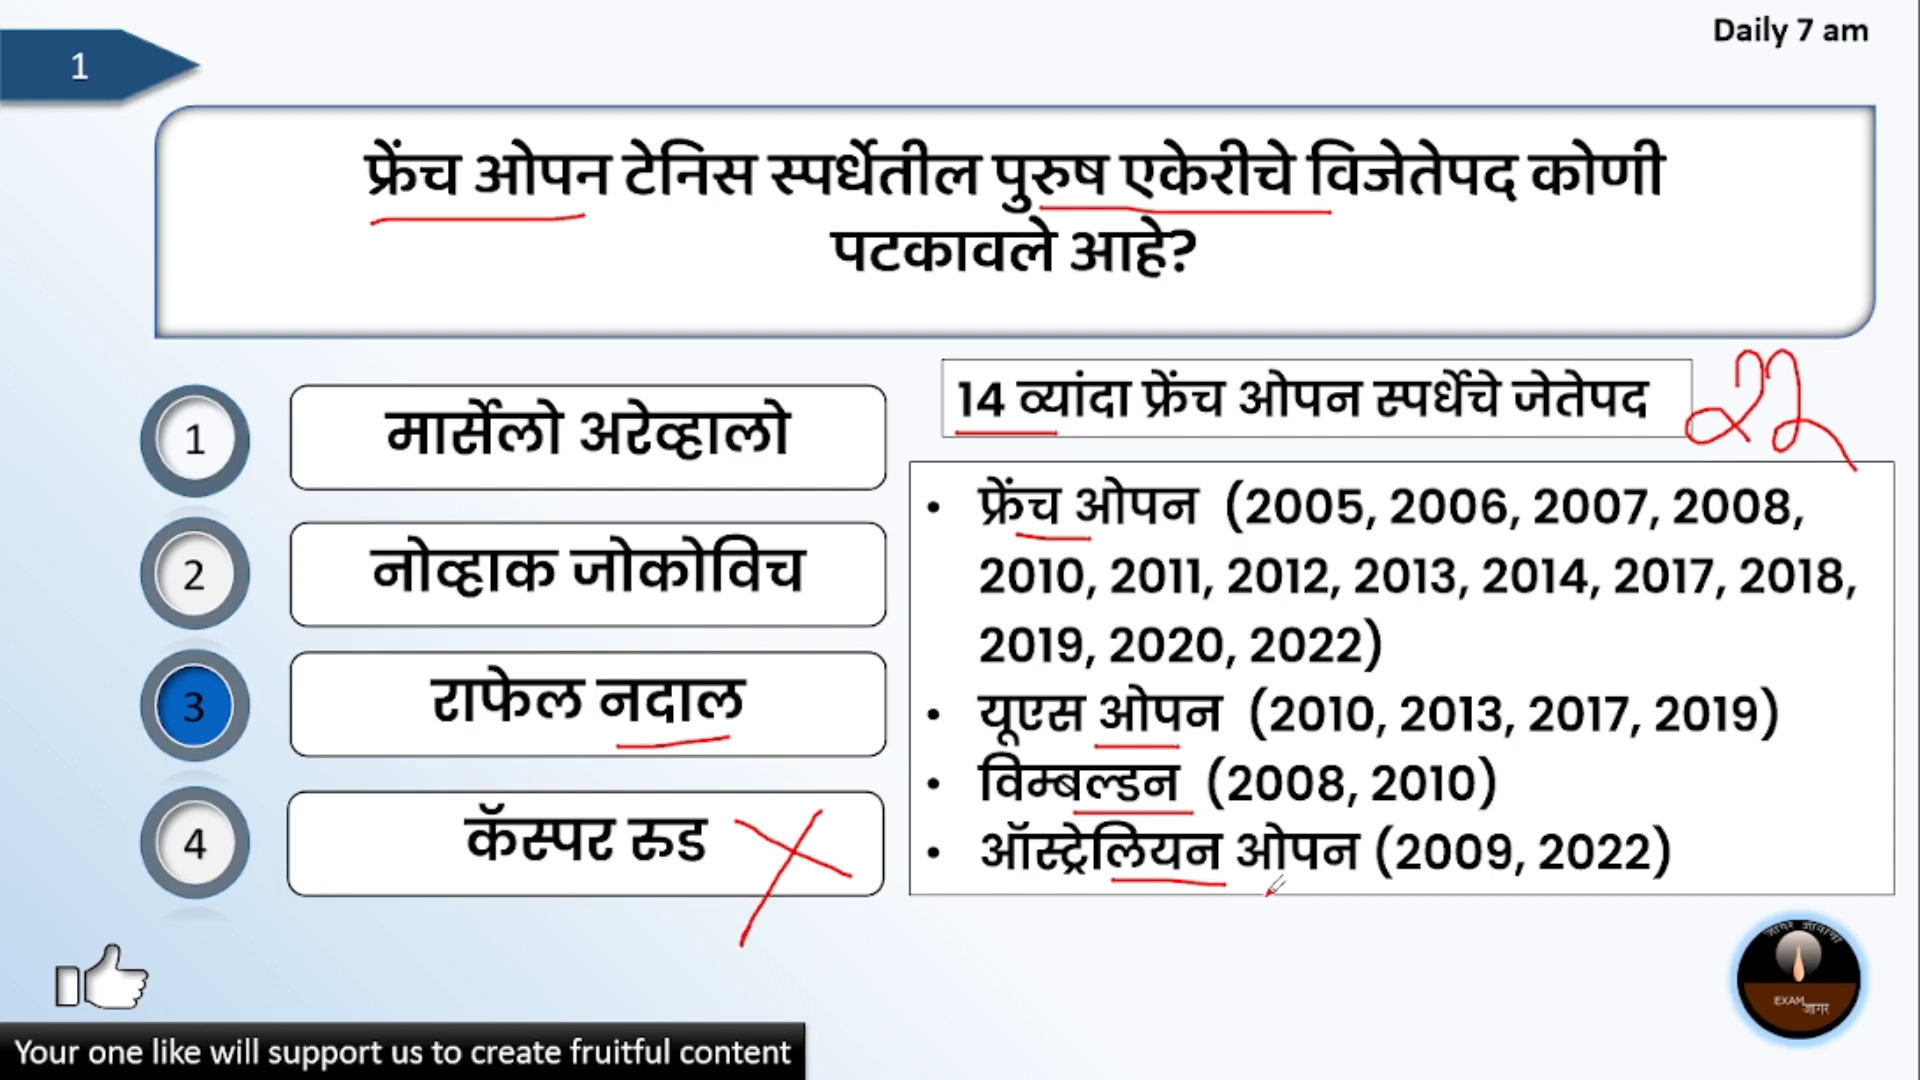 Daily 7 am
1
फ्रेंच ओपन टेनिस स्पर्धेतील पुरुष एकेरीचे विजेतेपद कोणी
पटकावले आहे?
14 व्यांदा फ्रेंच ओपन स्पर्धेचे जेतेपद
22
1
मार्सेलो अरेव्हालो
2
नोव्हाक जोकोविच
3
राफेल नदाल
4
कॅस्पर रुड
• फ्रेंच ओपन (2005, 2006, 2007, 2008,
2010, 2011, 2012, 2013, 2014, 2017, 2018,
2019, 2020, 2022)
• यूएस ओपन (2010, 2013, 2017, 2019)
• विम्बल्डन (2008, 2010)
• ऑस्ट्रेलियन ओपन (2009, 2022)
EXAM
जागर
Your one like will support us to create fruitful content